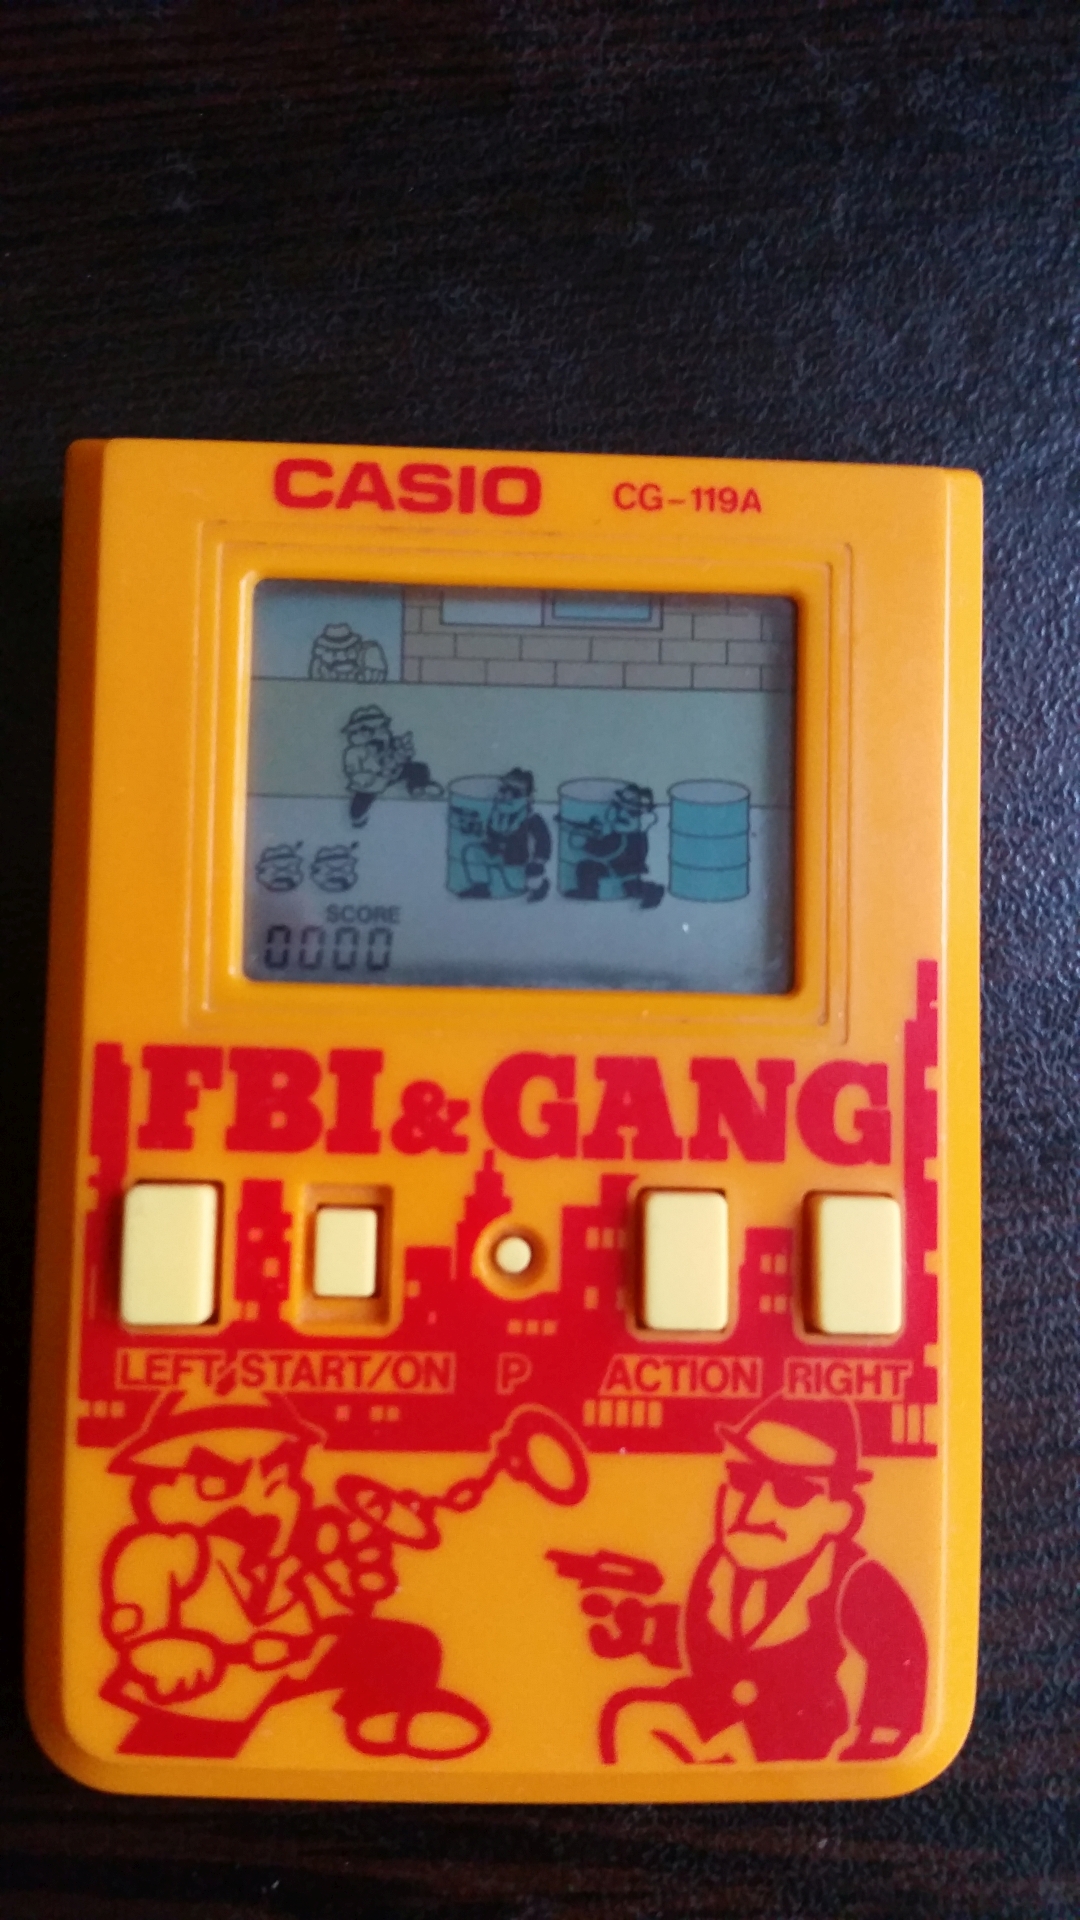 CASIO CG-119A
SCORE
0000
FBI & GANG
LEFT START/ON P ACTION RIGHT